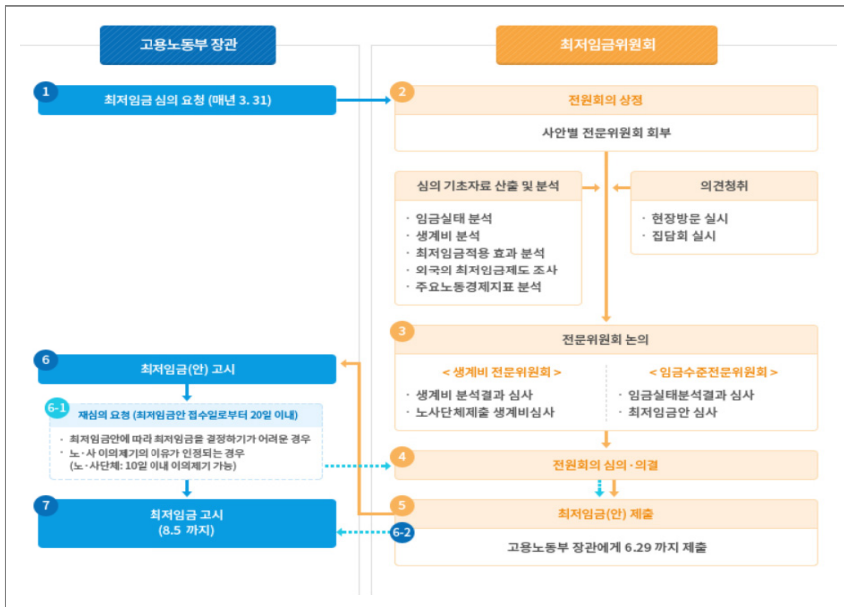 고용노동부 장관
최저임금위원회
1
최저임금 심의 요청 (매년 3. 31)
2
전원회의 상정
사안별 전문위원회 회부
심의 기초자료 산출 및 분석
· 임금실태 분석
· 생계비 분석
· 최저임금적용 효과 분석
· 외국의 최저임금제도 조사
· 주요노동경제지표 분석
의견청취
· 현장방문 실시
· 집담회 실시
3
전문위원회 논의
< 생계비 전문위원회 >
· 생계비 분석결과 심사
· 노사단체제출 생계비심사
< 임금수준전문위원회 >
· 임금실태분석결과 심사
· 최저임금안 심사
6
최저임금(안) 고시
6-1
재심의 요청 (최저임금안 접수일로부터 20일 이내)
· 최저임금안에 따라 최저임금을 결정하기가 어려운 경우
· 노·사 이의제기의 이유가 인정되는 경우
(노·사단체: 10일 이내 이의제기 가능)
4
전원회의 심의·의결
7
최저임금 고시
(8.5 까지)
5
최저임금(안) 제출
6-2
고용노동부 장관에게 6.29 까지 제출